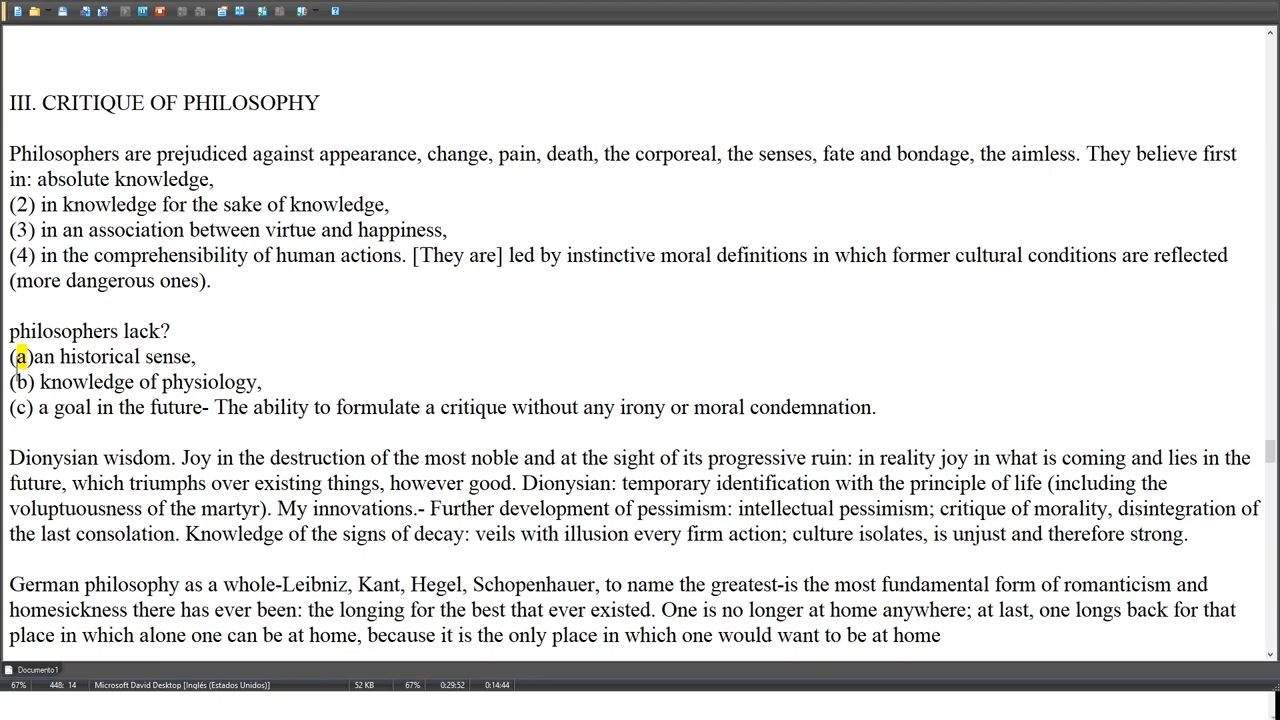 III. CRITIQUE OF PHILOSOPHY
Philosophers are prejudiced against appearance, change, pain, death, the corporeal, the senses, fate and bondage, the aimless. They believe first
in: absolute knowledge,
(2) in knowledge for the sake of knowledge,
(3) in an association between virtue and happiness,
(4) in the comprehensibility of human actions. [They are] led by instinctive moral definitions in which former cultural conditions are reflected
(more dangerous ones).
philosophers lack?
(a)an historical sense,
(b) knowledge of physiology,
(c) a goal in the future- The ability to formulate a critique without any irony or moral condemnation.
Dionysian wisdom. Joy in the destruction of the most noble and at the sight of its progressive ruin: in reality joy in what is coming and lies in the
future, which triumphs over existing things, however good. Dionysian: temporary identification with the principle of life (including the
voluptuousness of the martyr). My innovations.- Further development of pessimism: intellectual pessimism; critique of morality, disintegration of
the last consolation. Knowledge of the signs of decay: veils with illusion every firm action; culture isolates, is unjust and therefore strong.
German philosophy as a whole-Leibniz, Kant, Hegel, Schopenhauer, to name the greatest-is the most fundamental form of romanticism and
homesickness there has ever been: the longing for the best that ever existed. One is no longer at home anywhere; at last, one longs back for that
place in which alone one can be at home, because it is the only place in which one would want to be at home
Documento1
67% 448: 14 Microsoft David Desktop [Inglés (Estados Unidos)] 52 KB 67% 0:29:52 0:14:44